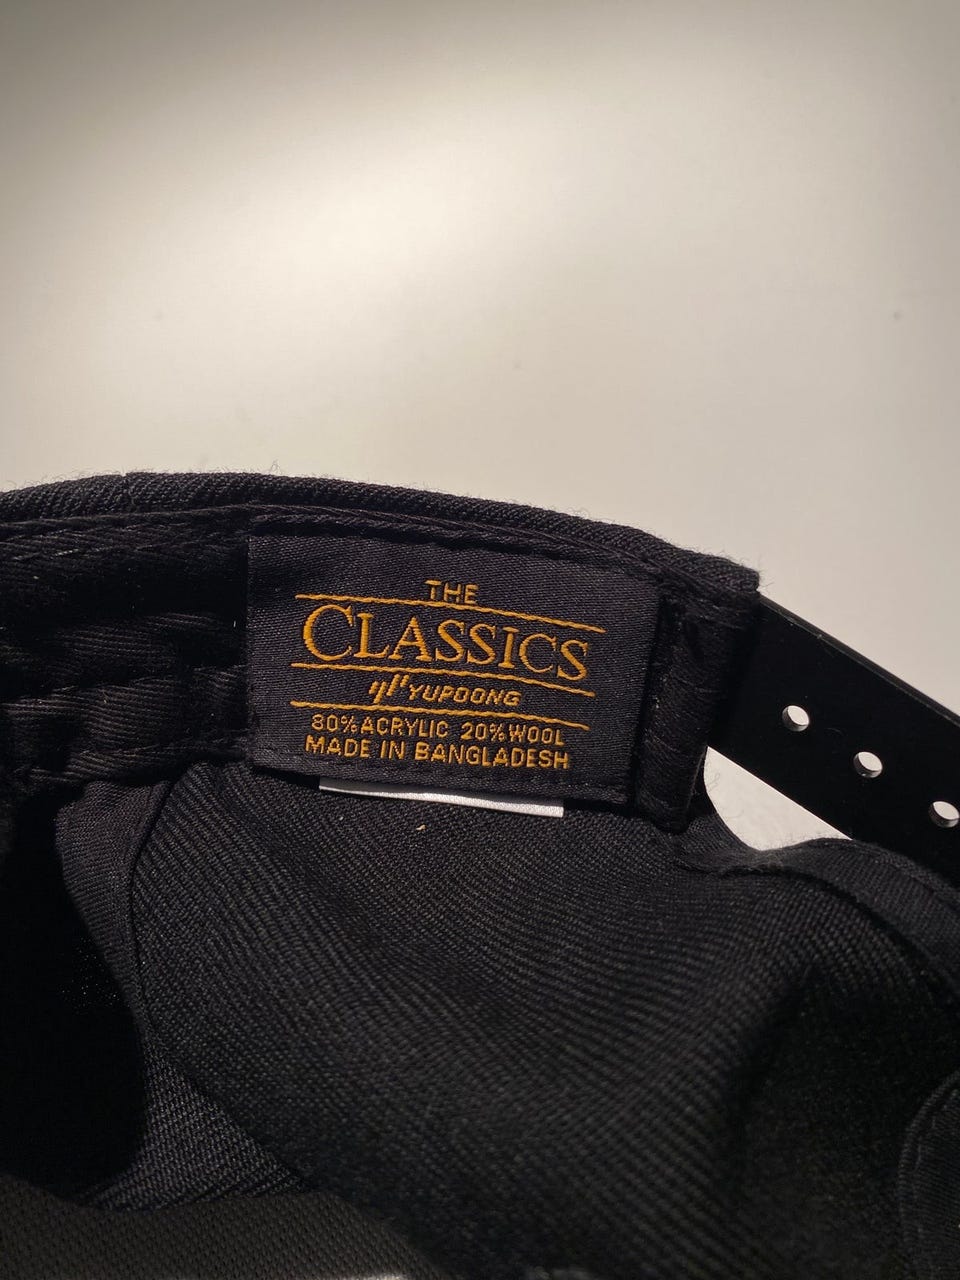 THE
CLASSICS
YUPOONG
80%ACRYLIC 20%WOOL
MADE IN BANGLADESH